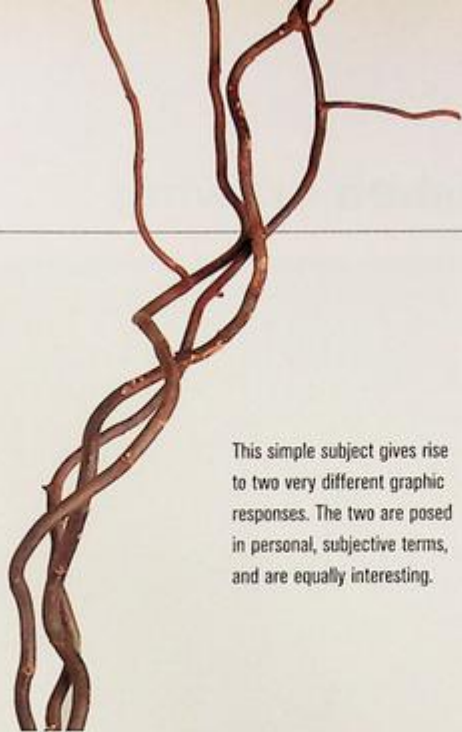 This simple subject gives rise
to two very different graphic
responses. The two are posed
in personal, subjective terms,
and are equally interesting.